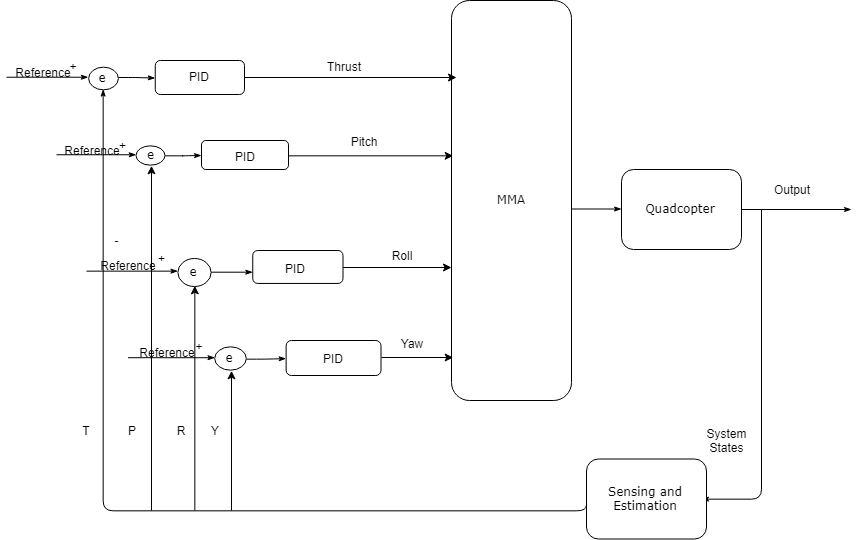 Reference
+
e
PID
Thrust
Reference
+
e
PID
Pitch
MMA
Quadcopter
Output
-
Reference
+
e
PID
Roll
Reference
+
e
PID
Yaw
T
P
R
Y
System
States
Sensing and
Estimation